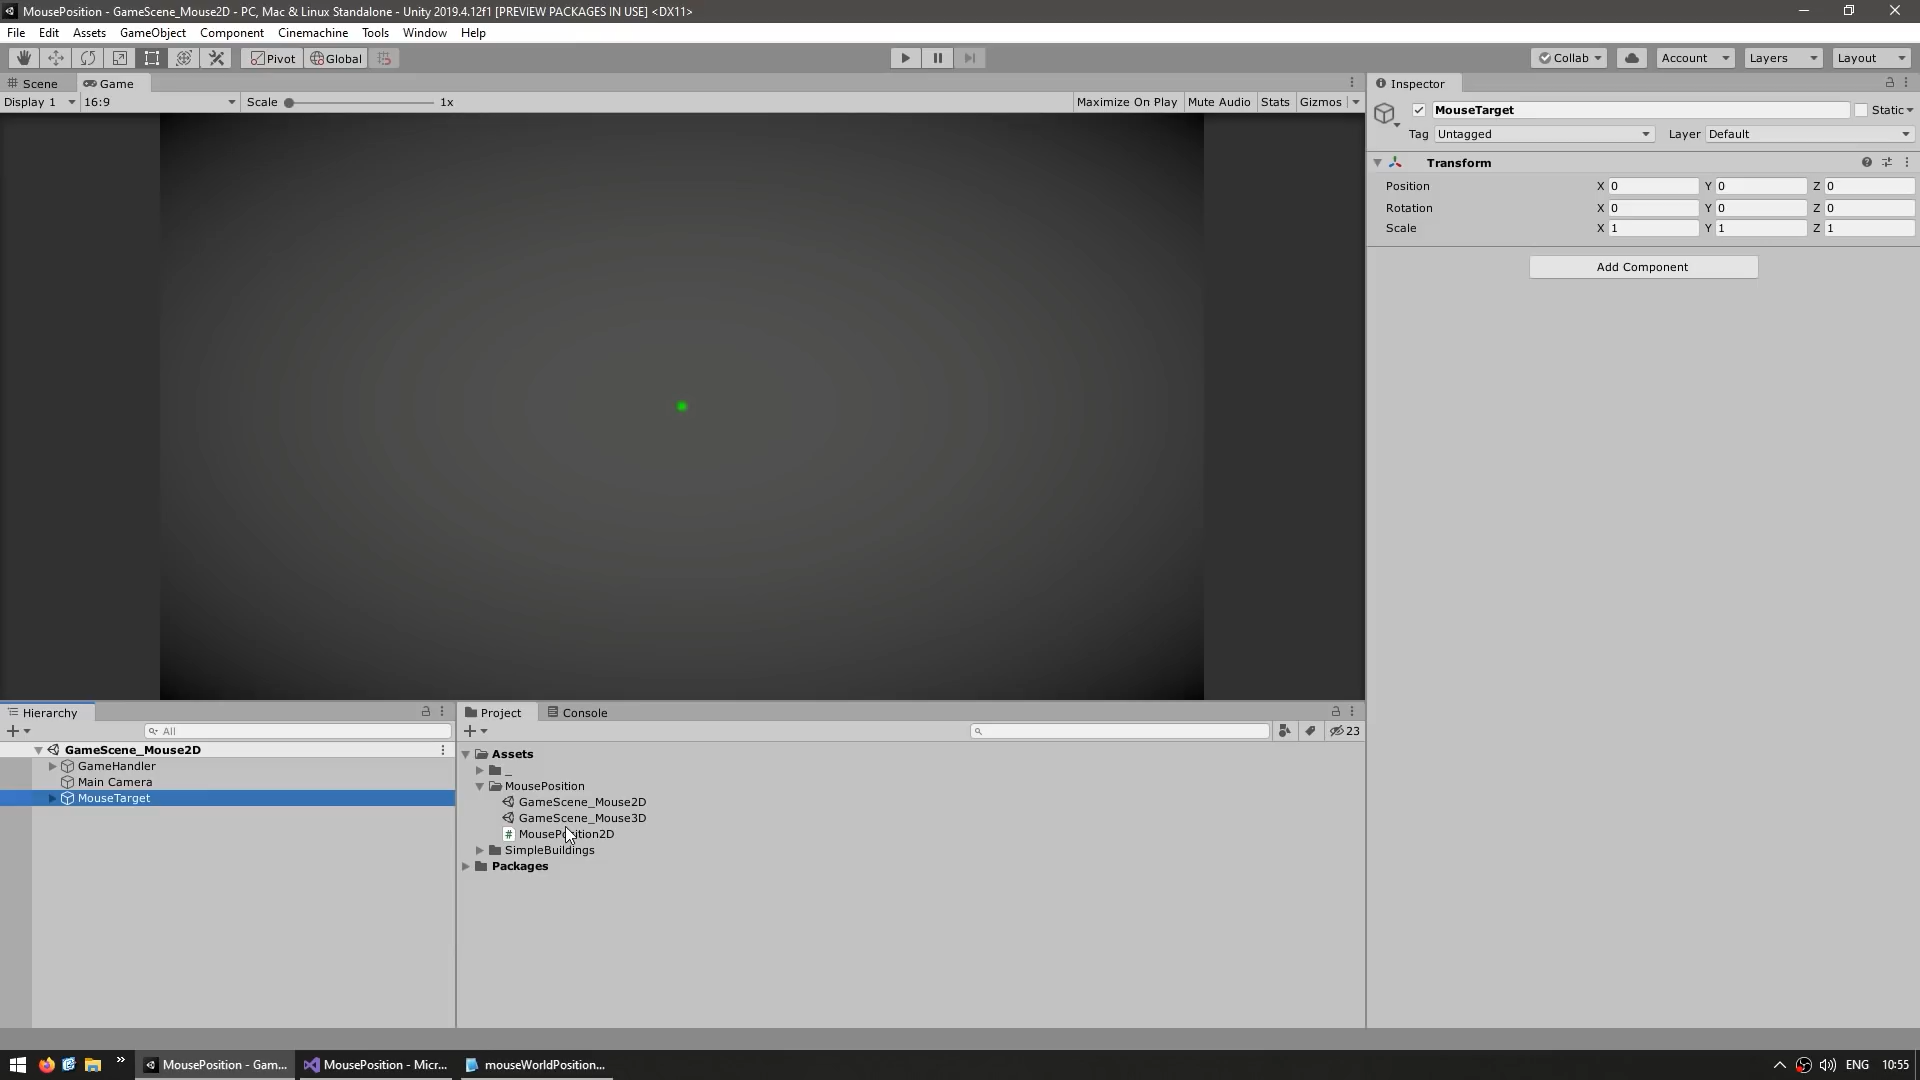 MousePosition - GameScene_Mouse2D - PC, Mac & Linux Standalone - Unity 2019.4.12f1 [PREVIEW PACKAGES IN USE] <DX11>
File Edit Assets GameObject Component Cinemachine Tools Window Help
Pivot Global Collab Account Layers Layout
Scene Game Inspector
Display 1 16:9 Scale 1x Maximize On Play Mute Audio Stats Gizmos
MouseTarget Static
Tag Untagged Layer Default
Transform
Position X 0 Y 0 Z 0
Rotation X 0 Y 0 Z 0
Scale X 1 Y 1 Z 1
Add Component
Hierarchy Project Console
All 23
GameScene_Mouse2D
GameHandler
Main Camera
MouseTarget
Assets
_
MousePosition
GameScene_Mouse2D
GameScene_Mouse3D
# MousePosition2D
SimpleBuildings
Packages
» MousePosition - Gam... MousePosition - Micr... mouseWorldPosition... ENG 10:55